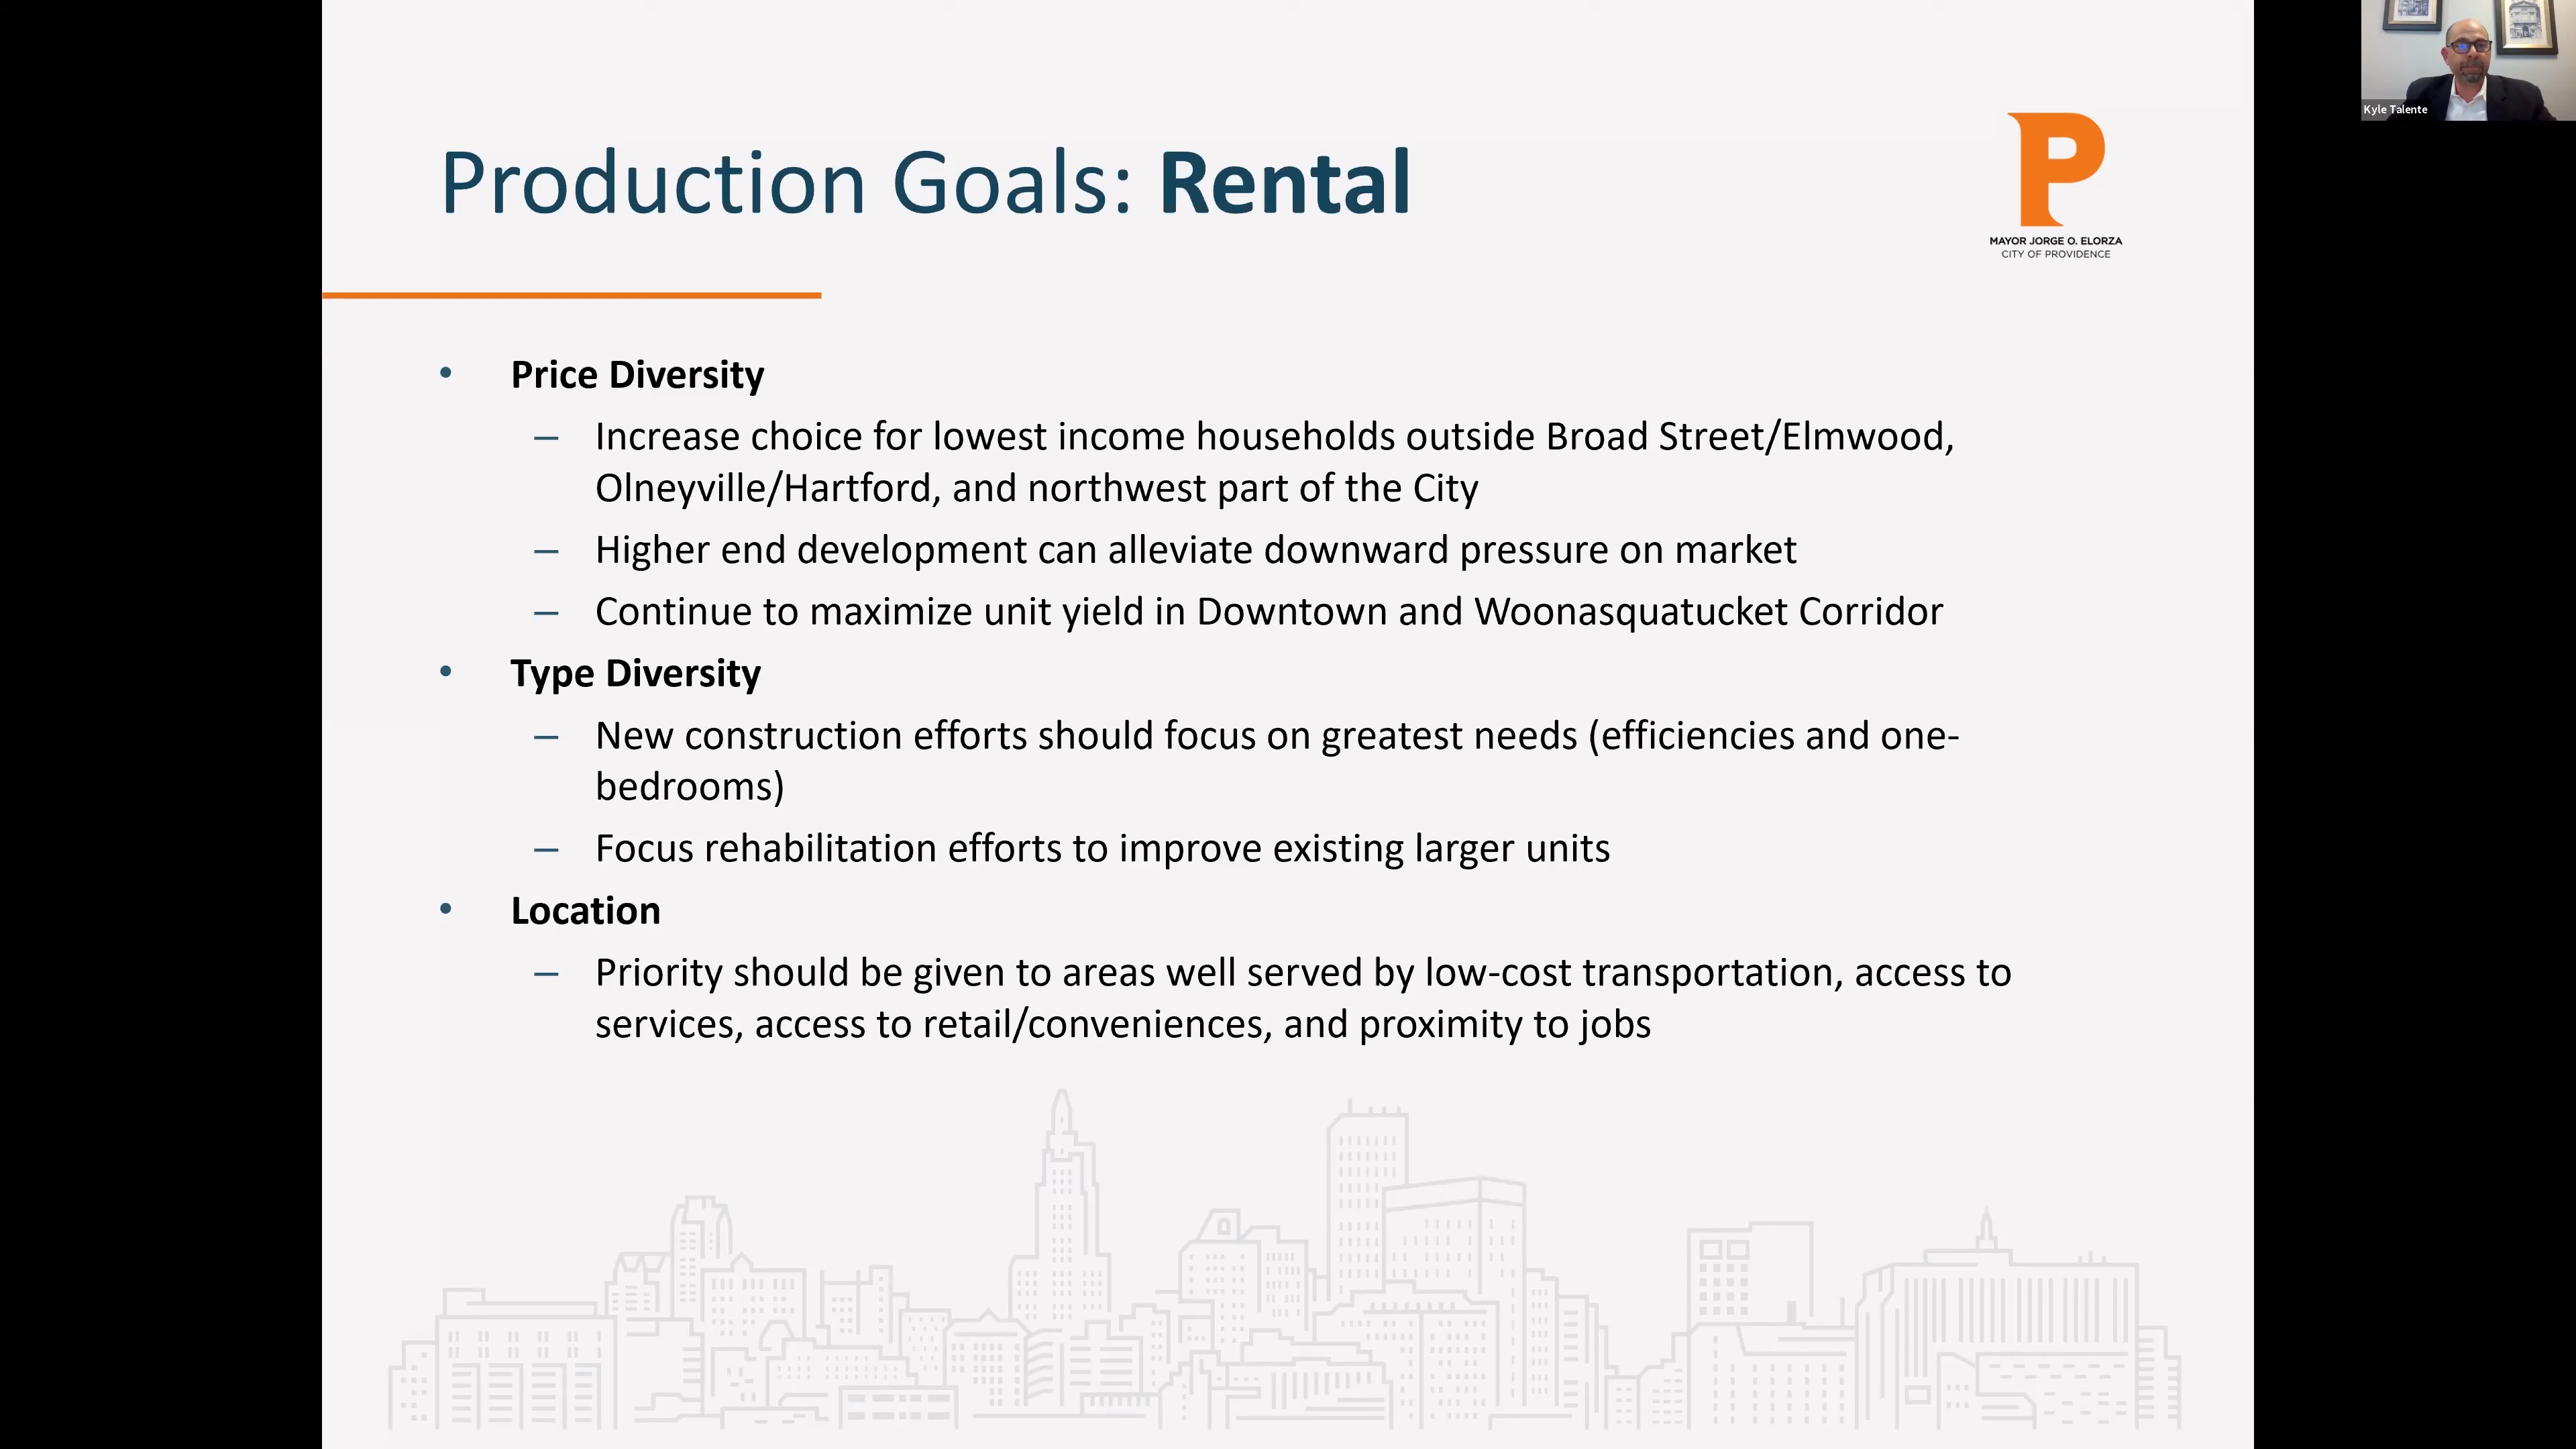 Production Goals: Rental
P
MAYOR JORGE O. ELORZA
CITY OF PROVIDENCE
Kyle Talente
• Price Diversity
– Increase choice for lowest income households outside Broad Street/Elmwood,
Olneyville/Hartford, and northwest part of the City
– Higher end development can alleviate downward pressure on market
– Continue to maximize unit yield in Downtown and Woonasquatucket Corridor
• Type Diversity
– New construction efforts should focus on greatest needs (efficiencies and one-
bedrooms)
– Focus rehabilitation efforts to improve existing larger units
• Location
– Priority should be given to areas well served by low-cost transportation, access to
services, access to retail/conveniences, and proximity to jobs